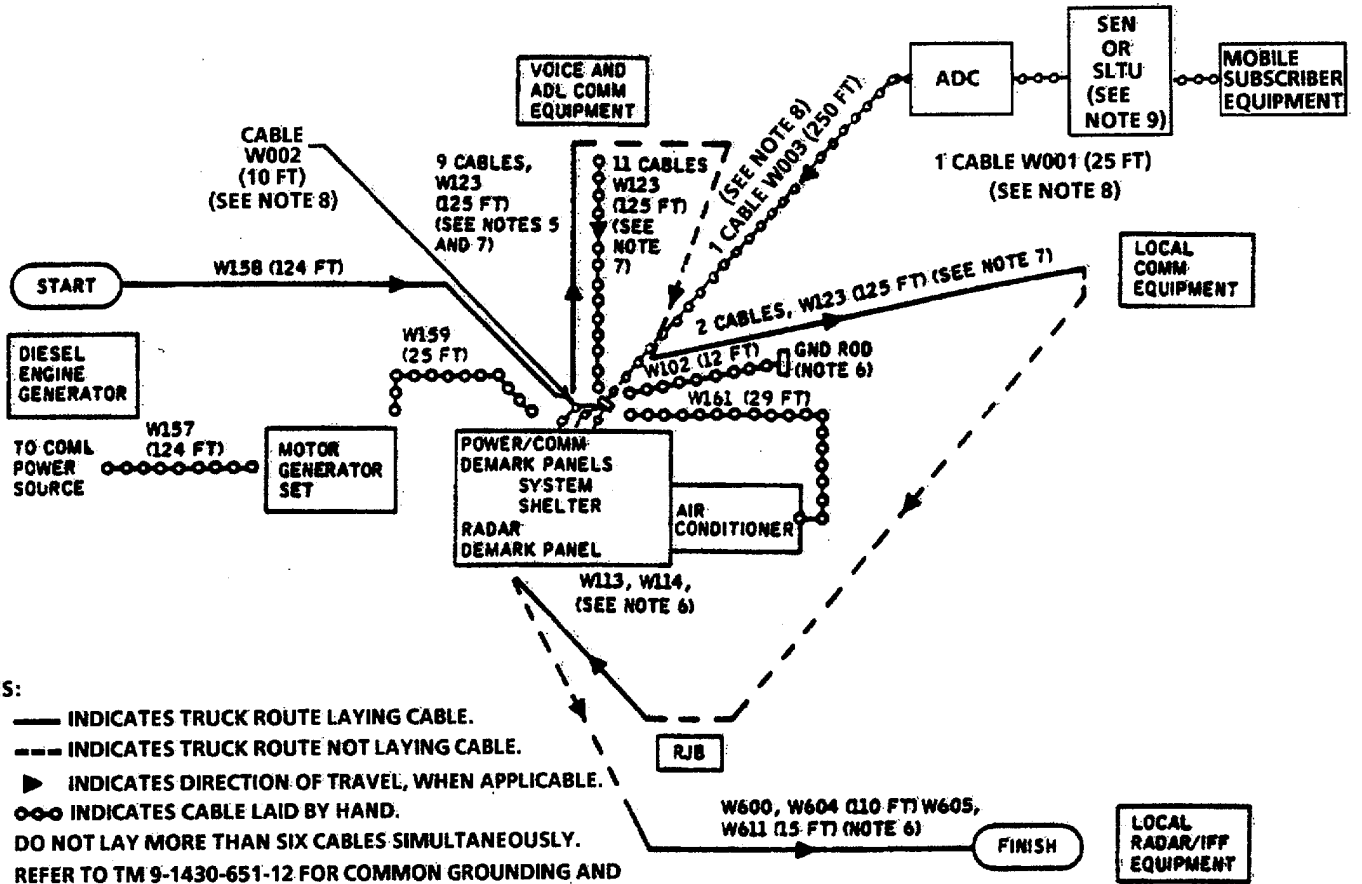 VOICE AND
ADL COMM
EQUIPMENT
ADC
SEN
OR
SLTU
(SEE
NOTE 9)
MOBILE
SUBSCRIBER
EQUIPMENT
CABLE
W002
(10 FT)
(SEE NOTE 8)
9 CABLES,
W123
(125 FT)
(SEE NOTES 5
AND 7)
11 CABLES
W123
(125 FT)
(SEE
NOTE
7)
(SEE NOTE 8)
1 CABLE W003 (250 FT)
1 CABLE W001 (25 FT)
(SEE NOTE 8)
START
W158 (124 FT)
2 CABLES, W123 (125 FT) (SEE NOTE 7)
LOCAL
COMM
EQUIPMENT
DIESEL
ENGINE
GENERATOR
W159
(25 FT)
W102 (12 FT)
GND ROD
(NOTE 6)
W161 (29 FT)
TO COML
POWER
SOURCE
W157
(124 FT)
MOTOR
GENERATOR
SET
POWER/COMM
DEMARK PANELS
SYSTEM
SHELTER
RADAR
DEMARK PANEL
AIR
CONDITIONER
W113, W114,
(SEE NOTE 6)
RJB
S:
INDICATES TRUCK ROUTE LAYING CABLE.
INDICATES TRUCK ROUTE NOT LAYING CABLE.
INDICATES DIRECTION OF TRAVEL, WHEN APPLICABLE.
INDICATES CABLE LAID BY HAND.
DO NOT LAY MORE THAN SIX CABLES SIMULTANEOUSLY.
REFER TO TM 9-1430-651-12 FOR COMMON GROUNDING AND
W600, W604 (110 FT) W605,
W611 (15 FT) (NOTE 6)
FINISH
LOCAL
RADAR/IFF
EQUIPMENT